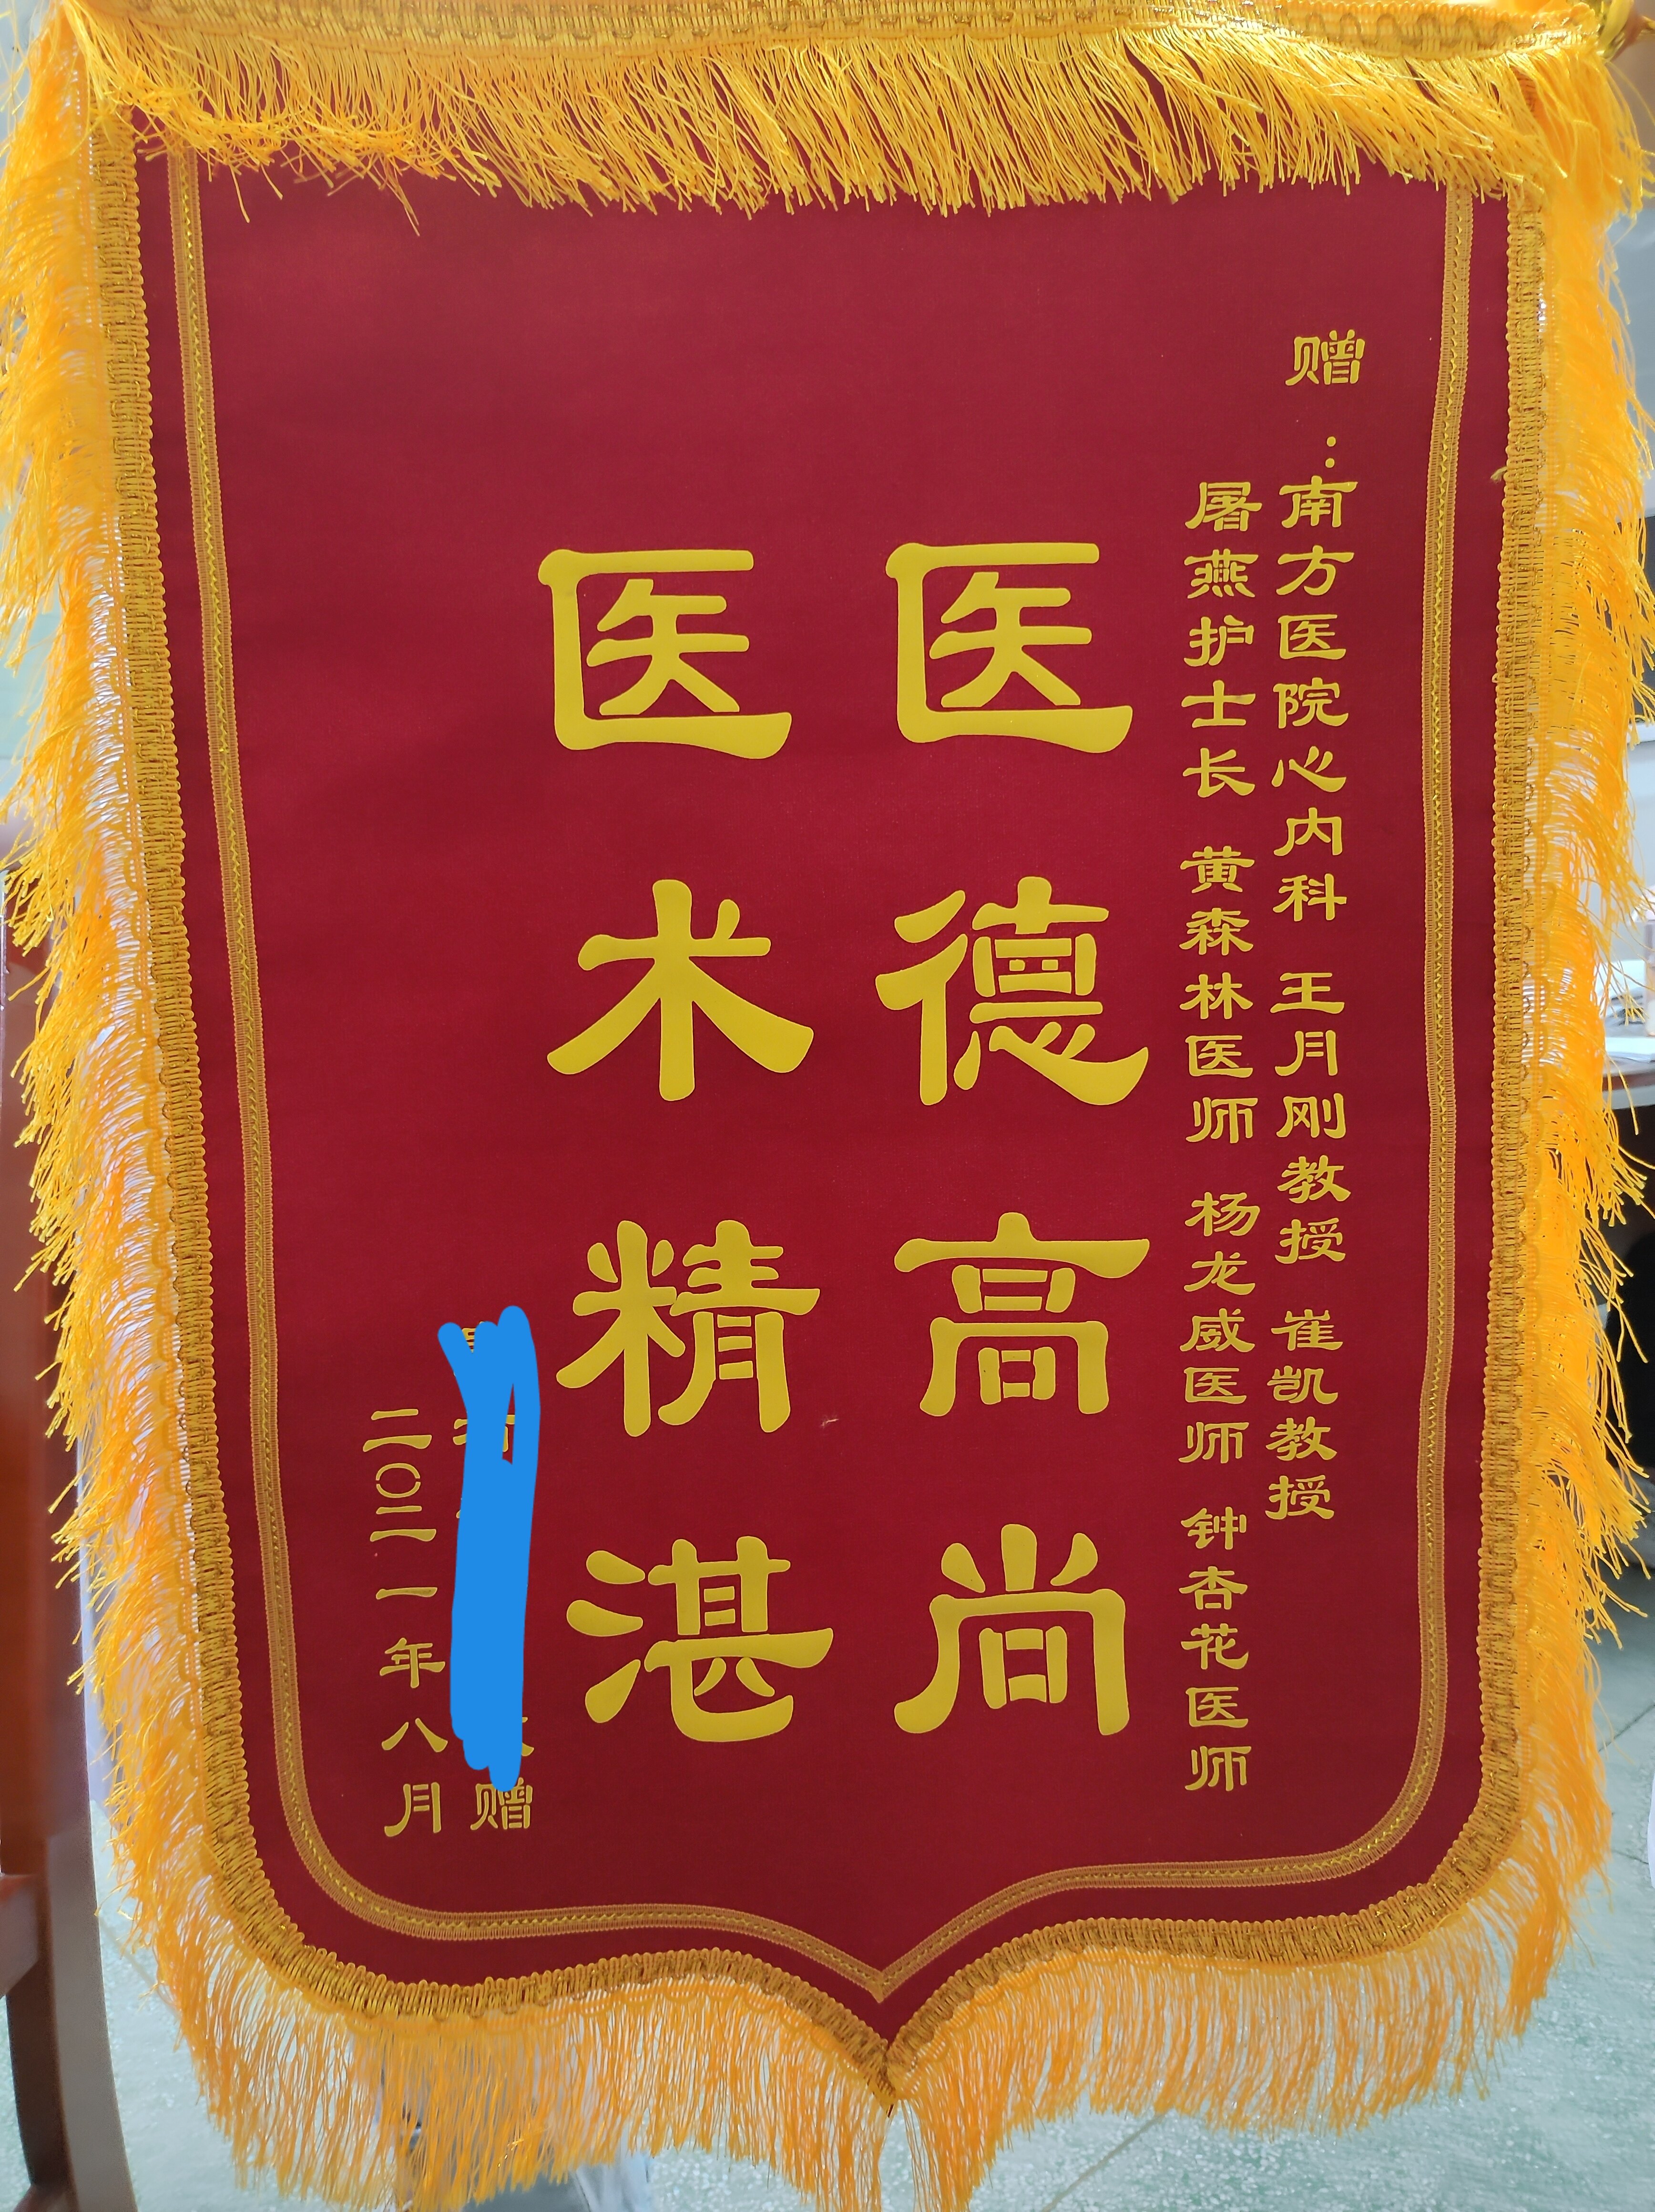 赠：南方医院心内科 王月刚教授 崔凯教授
屠燕护士长 黄森林医师 杨龙威医师 钟杏花医师
医德高尚
医术精湛
赠
二〇二一年八月